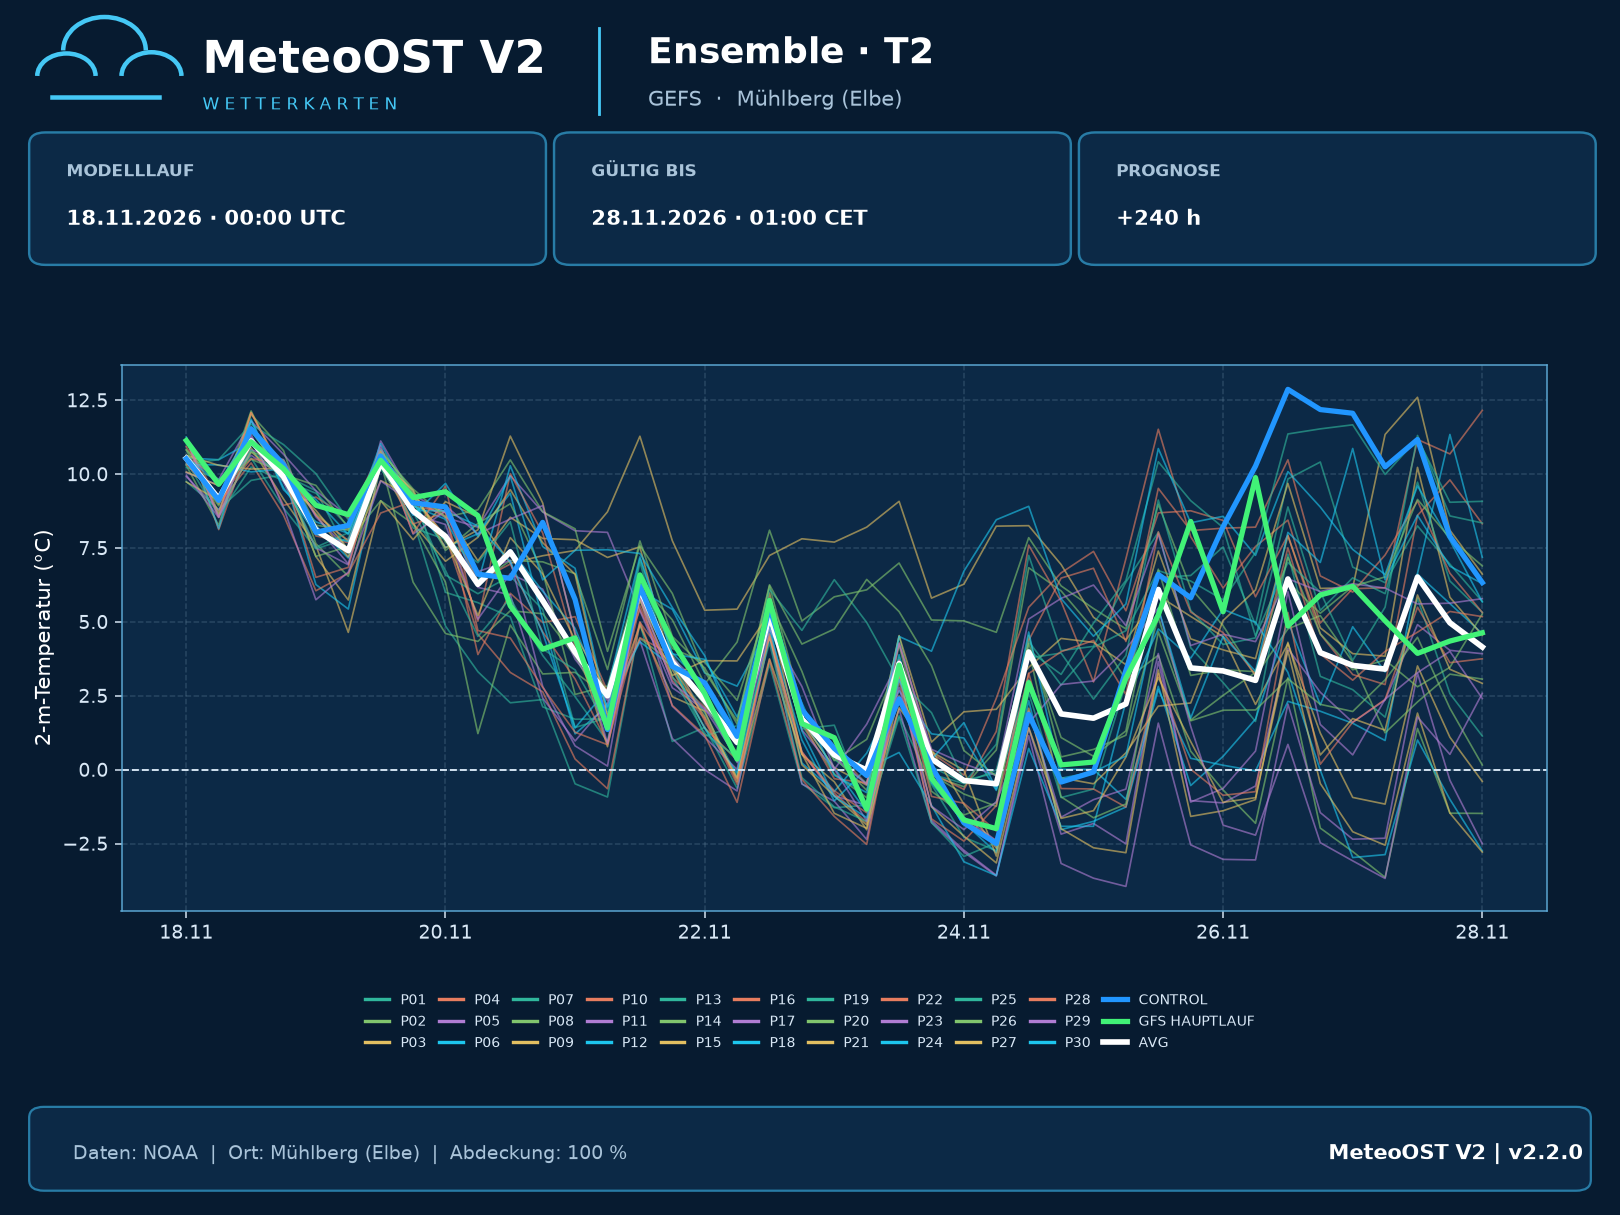 MeteoOST V2
WETTERKARTEN
Ensemble · T2
GEFS · Mühlberg (Elbe)
MODELLLAUF
18.11.2026 · 00:00 UTC
GÜLTIG BIS
28.11.2026 · 01:00 CET
PROGNOSE
+240 h
2-m-Temperatur (°C)
12.5
10.0
7.5
5.0
2.5
0.0
−2.5
18.11 20.11 22.11 24.11 26.11 28.11
P01 P04 P07 P10 P13 P16 P19 P22 P25 P28 CONTROL
P02 P05 P08 P11 P14 P17 P20 P23 P26 P29 GFS HAUPTLAUF
P03 P06 P09 P12 P15 P18 P21 P24 P27 P30 AVG
Daten: NOAA | Ort: Mühlberg (Elbe) | Abdeckung: 100 %
MeteoOST V2 | v2.2.0